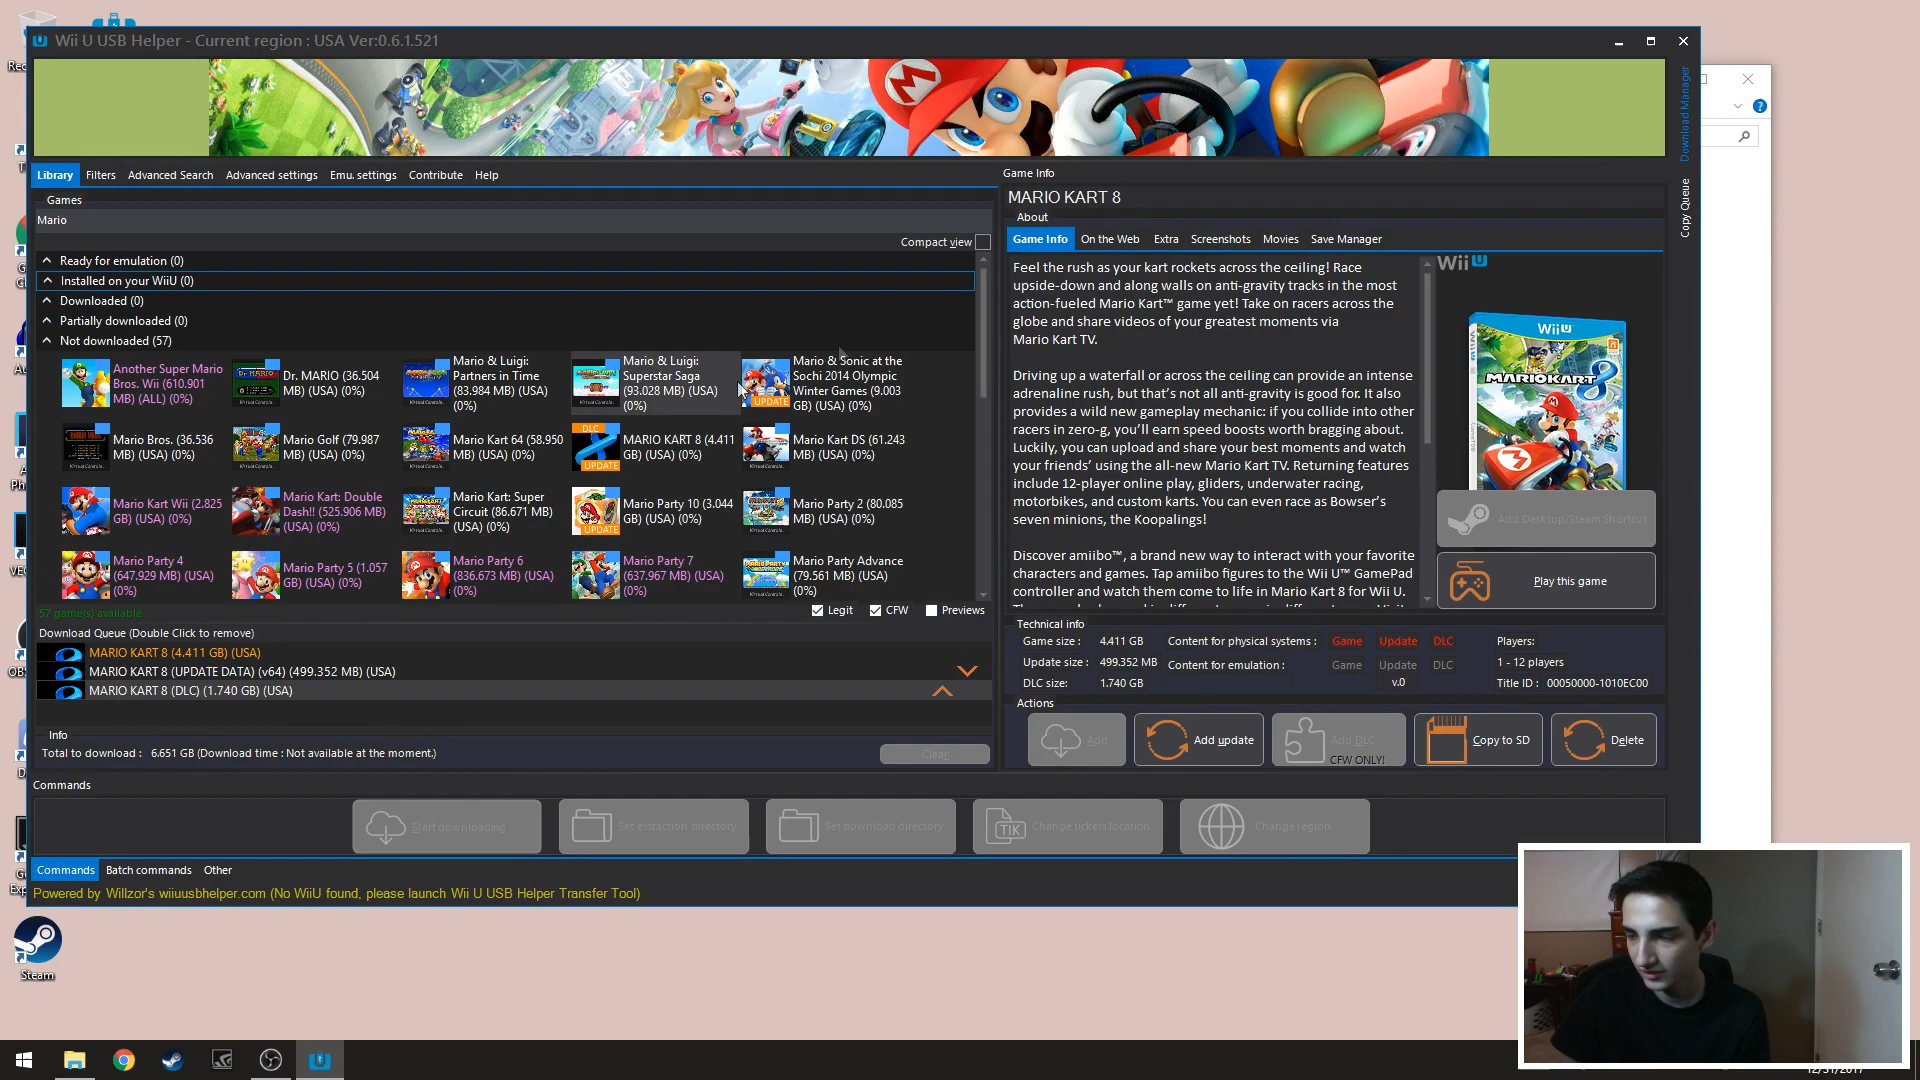 Wii U USB Helper - Current region : USA Ver:0.6.1.521
Download Manager
Copy Queue
Library Filters Advanced Search Advanced settings Emu. settings Contribute Help
Games
Mario
Compact view
Ready for emulation (0)
Installed on your WiiU (0)
Downloaded (0)
Partially downloaded (0)
Not downloaded (57)
Another Super Mario
Bros. Wii (610.901
MB) (ALL) (0%)
Dr. MARIO (36.504
MB) (USA) (0%)
Mario & Luigi:
Partners in Time
(83.984 MB) (USA)
(0%)
Mario & Luigi:
Superstar Saga
(93.028 MB) (USA)
(0%)
UPDATE
Mario & Sonic at the
Sochi 2014 Olympic
Winter Games (9.003
GB) (USA) (0%)
Mario Bros. (36.536
MB) (USA) (0%)
Mario Golf (79.987
MB) (USA) (0%)
Mario Kart 64 (58.950
MB) (USA) (0%)
DLC
UPDATE
MARIO KART 8 (4.411
GB) (USA) (0%)
Mario Kart DS (61.243
MB) (USA) (0%)
Mario Kart Wii (2.825
GB) (USA) (0%)
Mario Kart: Double
Dash!! (525.906 MB)
(USA) (0%)
Mario Kart: Super
Circuit (86.671 MB)
(USA) (0%)
UPDATE
Mario Party 10 (3.044
GB) (USA) (0%)
Mario Party 2 (80.085
MB) (USA) (0%)
Mario Party 4
(647.929 MB) (USA)
(0%)
Mario Party 5 (1.057
GB) (USA) (0%)
Mario Party 6
(836.673 MB) (USA)
(0%)
Mario Party 7
(637.967 MB) (USA)
(0%)
Mario Party Advance
(79.561 MB) (USA)
(0%)
57 game(s) available
Legit CFW Previews
Download Queue (Double Click to remove)
MARIO KART 8 (4.411 GB) (USA)
MARIO KART 8 (UPDATE DATA) (v64) (499.352 MB) (USA)
MARIO KART 8 (DLC) (1.740 GB) (USA)
Info
Total to download : 6.651 GB (Download time : Not available at the moment.)
Clear
Game Info
MARIO KART 8
About
Game Info On the Web Extra Screenshots Movies Save Manager
Feel the rush as your kart rockets across the ceiling! Race
upside-down and along walls on anti-gravity tracks in the most
action-fueled Mario Kart™ game yet! Take on racers across the
globe and share videos of your greatest moments via
Mario Kart TV.
Driving up a waterfall or across the ceiling can provide an intense
adrenaline rush, but that's not all anti-gravity is good for. It also
provides a wild new gameplay mechanic: if you collide into other
racers in zero-g, you'll earn speed boosts worth bragging about.
Luckily, you can upload and share your best moments and watch
your friends' using the all-new Mario Kart TV. Returning features
include 12-player online play, gliders, underwater racing,
motorbikes, and custom karts. You can even race as Bowser's
seven minions, the Koopalings!
Discover amiibo™, a brand new way to interact with your favorite
characters and games. Tap amiibo figures to the Wii U™ GamePad
controller and watch them come to life in Mario Kart 8 for Wii U.
Wii U
Wii U
MARIOKART 8
Add Desktop/Steam Shortcut
Play this game
Technical info
Game size : 4.411 GB
Update size : 499.352 MB
DLC size: 1.740 GB
Content for physical systems : Game Update DLC
Content for emulation : Game Update DLC
v.0
Players:
1 - 12 players
Title ID : 00050000-1010EC00
Actions
Add
Add update
Add DLC
CFW ONLY!
Copy to SD
Delete
Commands
Start downloading
Set extraction directory
Set download directory
TIK
Change tickets location
Change region
Commands Batch commands Other
Powered by Willzor's wiiuusbhelper.com (No WiiU found, please launch Wii U USB Helper Transfer Tool)
Steam
12/31/2017